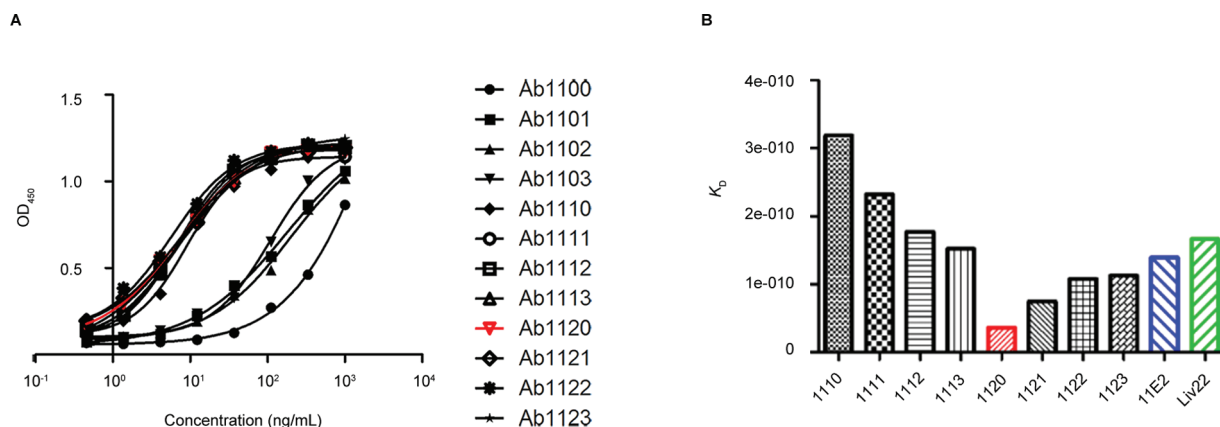 A
B
1.5
1.0
0.5
OD450
10-1
100
101
102
103
104
Concentration (ng/mL)
Ab1100
Ab1101
Ab1102
Ab1103
Ab1110
Ab1111
Ab1112
Ab1113
Ab1120
Ab1121
Ab1122
Ab1123
4e-010
3e-010
2e-010
1e-010
0
KD
1110
1111
1112
1113
1120
1121
1122
1123
11E2
Liv22